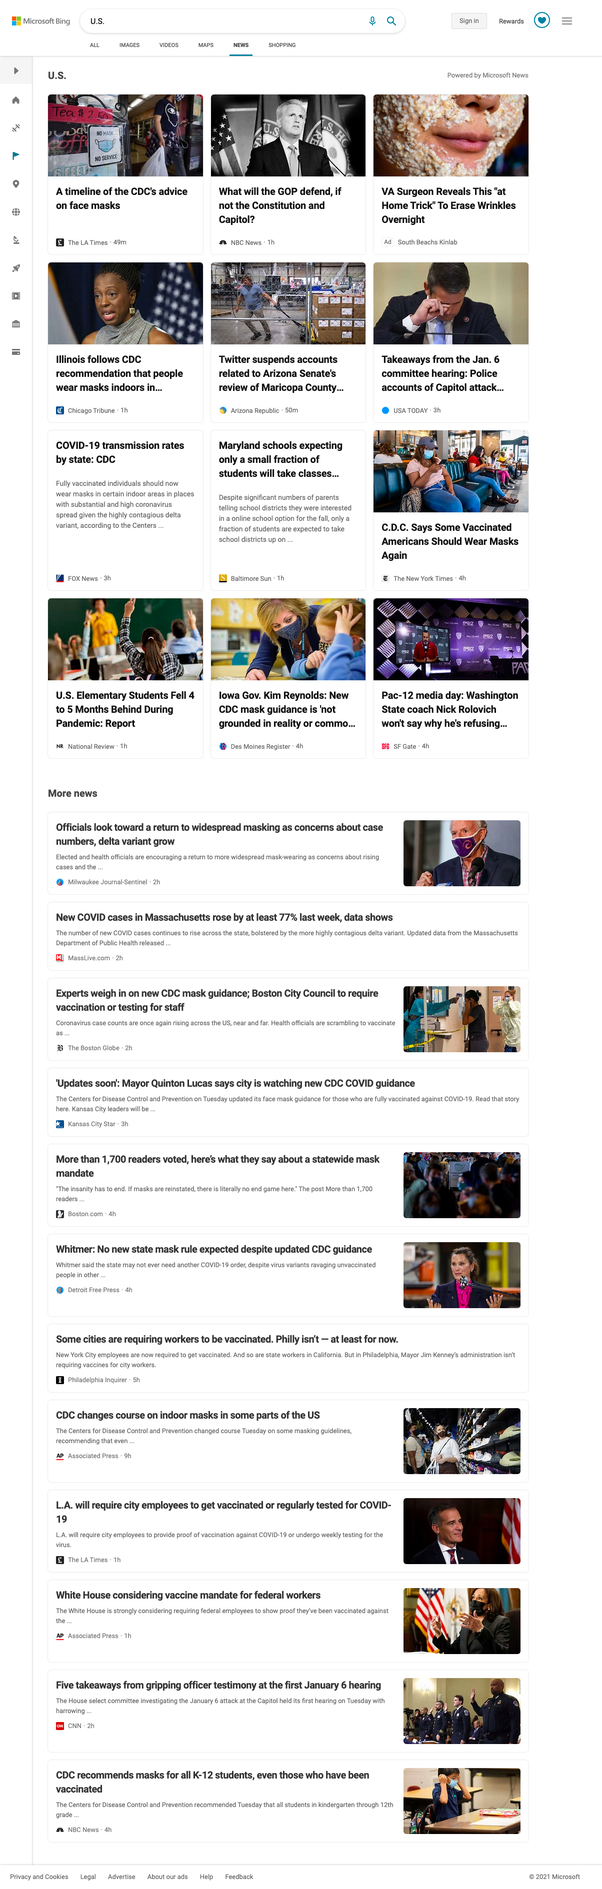 Microsoft Bing
U.S.
Sign in
Rewards
ALL
IMAGES
VIDEOS
MAPS
NEWS
SHOPPING
U.S.
Powered by Microsoft News
NO MASK
NO SERVICE
A timeline of the CDC's advice
on face masks
The LA Times · 49m
What will the GOP defend, if
not the Constitution and
Capitol?
NBC News · 1h
VA Surgeon Reveals This "at
Home Trick" To Erase Wrinkles
Overnight
Ad South Beachs Kinlab
Illinois follows CDC
recommendation that people
wear masks indoors in...
Chicago Tribune · 1h
Twitter suspends accounts
related to Arizona Senate's
review of Maricopa County...
Arizona Republic · 50m
Takeaways from the Jan. 6
committee hearing: Police
accounts of Capitol attack...
USA TODAY · 3h
COVID-19 transmission rates
by state: CDC
Fully vaccinated individuals should now
wear masks in certain indoor areas in places
with substantial and high coronavirus
spread given the highly contagious delta
variant, according to the Centers ...
FOX News · 3h
Maryland schools expecting
only a small fraction of
students will take classes...
Despite significant numbers of parents
telling school districts they were interested
in a online school option for the fall, only a
fraction of students are expected to take
school districts up on ...
Baltimore Sun · 1h
C.D.C. Says Some Vaccinated
Americans Should Wear Masks
Again
The New York Times · 4h
U.S. Elementary Students Fell 4
to 5 Months Behind During
Pandemic: Report
NR National Review · 1h
Iowa Gov. Kim Reynolds: New
CDC mask guidance is 'not
grounded in reality or commo...
Des Moines Register · 4h
Pac-12 media day: Washington
State coach Nick Rolovich
won't say why he's refusing...
SF Gate · 4h
More news
Officials look toward a return to widespread masking as concerns about case
numbers, delta variant grow
Elected and health officials are encouraging a return to more widespread mask-wearing as concerns about rising
cases and the ...
Milwaukee Journal-Sentinel · 2h
New COVID cases in Massachusetts rose by at least 77% last week, data shows
The number of new COVID cases continues to rise across the state, bolstered by the more highly contagious delta variant. Updated data from the Massachusetts
Department of Public Health released ...
MassLive.com · 2h
Experts weigh in on new CDC mask guidance; Boston City Council to require
vaccination or testing for staff
Coronavirus case counts are once again rising across the US, near and far. Health officials are scrambling to vaccinate
as ...
The Boston Globe · 2h
'Updates soon': Mayor Quinton Lucas says city is watching new CDC COVID guidance
The Centers for Disease Control and Prevention on Tuesday updated its face mask guidance for those who are fully vaccinated against COVID-19. Read that story
here. Kansas City leaders will be ...
Kansas City Star · 3h
More than 1,700 readers voted, here's what they say about a statewide mask
mandate
"The insanity has to end. If masks are reinstated, there is literally no end game here." The post More than 1,700
readers ...
Boston.com · 4h
Whitmer: No new state mask rule expected despite updated CDC guidance
Whitmer said the state may not ever need another COVID-19 order, despite virus variants ravaging unvaccinated
people in other ...
Detroit Free Press · 4h
Some cities are requiring workers to be vaccinated. Philly isn't — at least for now.
New York City employees are now required to get vaccinated. And so are state workers in California. But in Philadelphia, Mayor Jim Kenney's administration isn't
requiring vaccines for city workers.
Philadelphia Inquirer · 5h
CDC changes course on indoor masks in some parts of the US
The Centers for Disease Control and Prevention changed course Tuesday on some masking guidelines,
recommending that even ...
AP Associated Press · 9h
L.A. will require city employees to get vaccinated or regularly tested for COVID-
19
L.A. will require city employees to provide proof of vaccination against COVID-19 or undergo weekly testing for the
virus.
The LA Times · 1h
White House considering vaccine mandate for federal workers
The White House is strongly considering requiring federal employees to show proof they've been vaccinated against
the ...
AP Associated Press · 1h
Five takeaways from gripping officer testimony at the first January 6 hearing
The House select committee investigating the January 6 attack at the Capitol held its first hearing on Tuesday with
harrowing ...
CNN · 2h
CDC recommends masks for all K-12 students, even those who have been
vaccinated
The Centers for Disease Control and Prevention recommended Tuesday that all students in kindergarten through 12th
grade ...
NBC News · 4h
Privacy and Cookies
Legal
Advertise
About our ads
Help
Feedback
© 2021 Microsoft